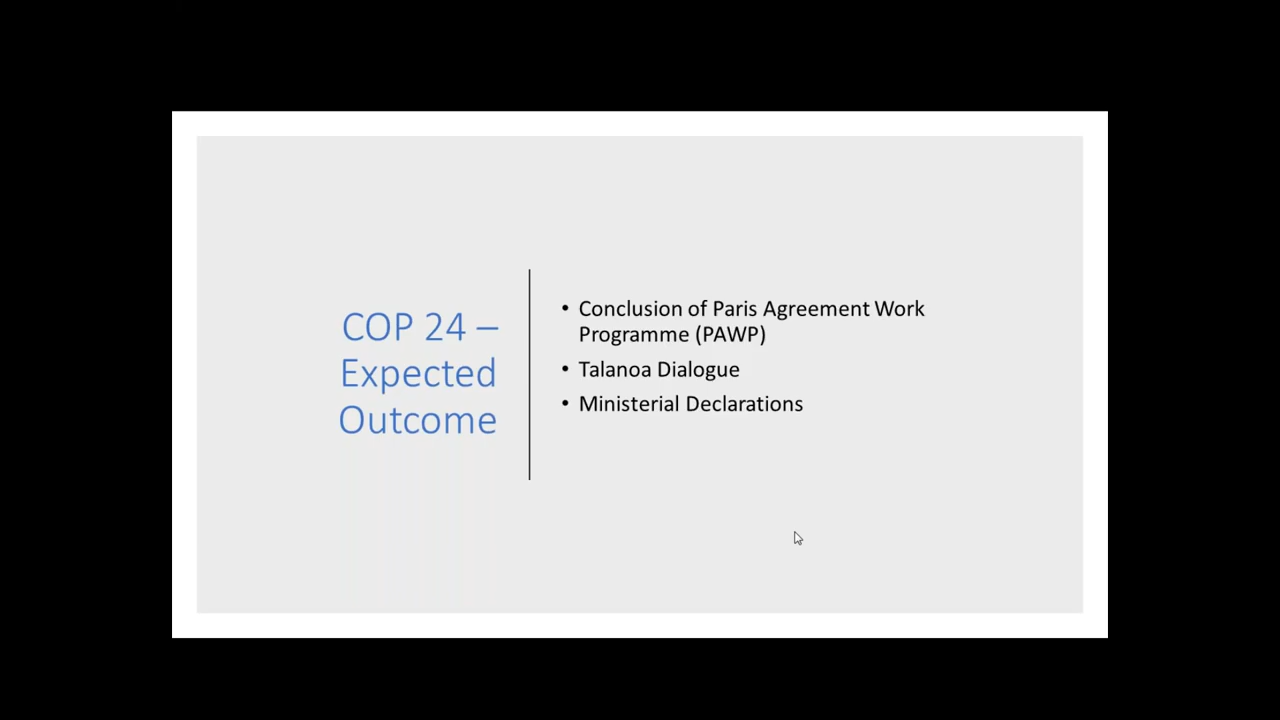 COP 24 –
Expected
Outcome
• Conclusion of Paris Agreement Work
Programme (PAWP)
• Talanoa Dialogue
• Ministerial Declarations